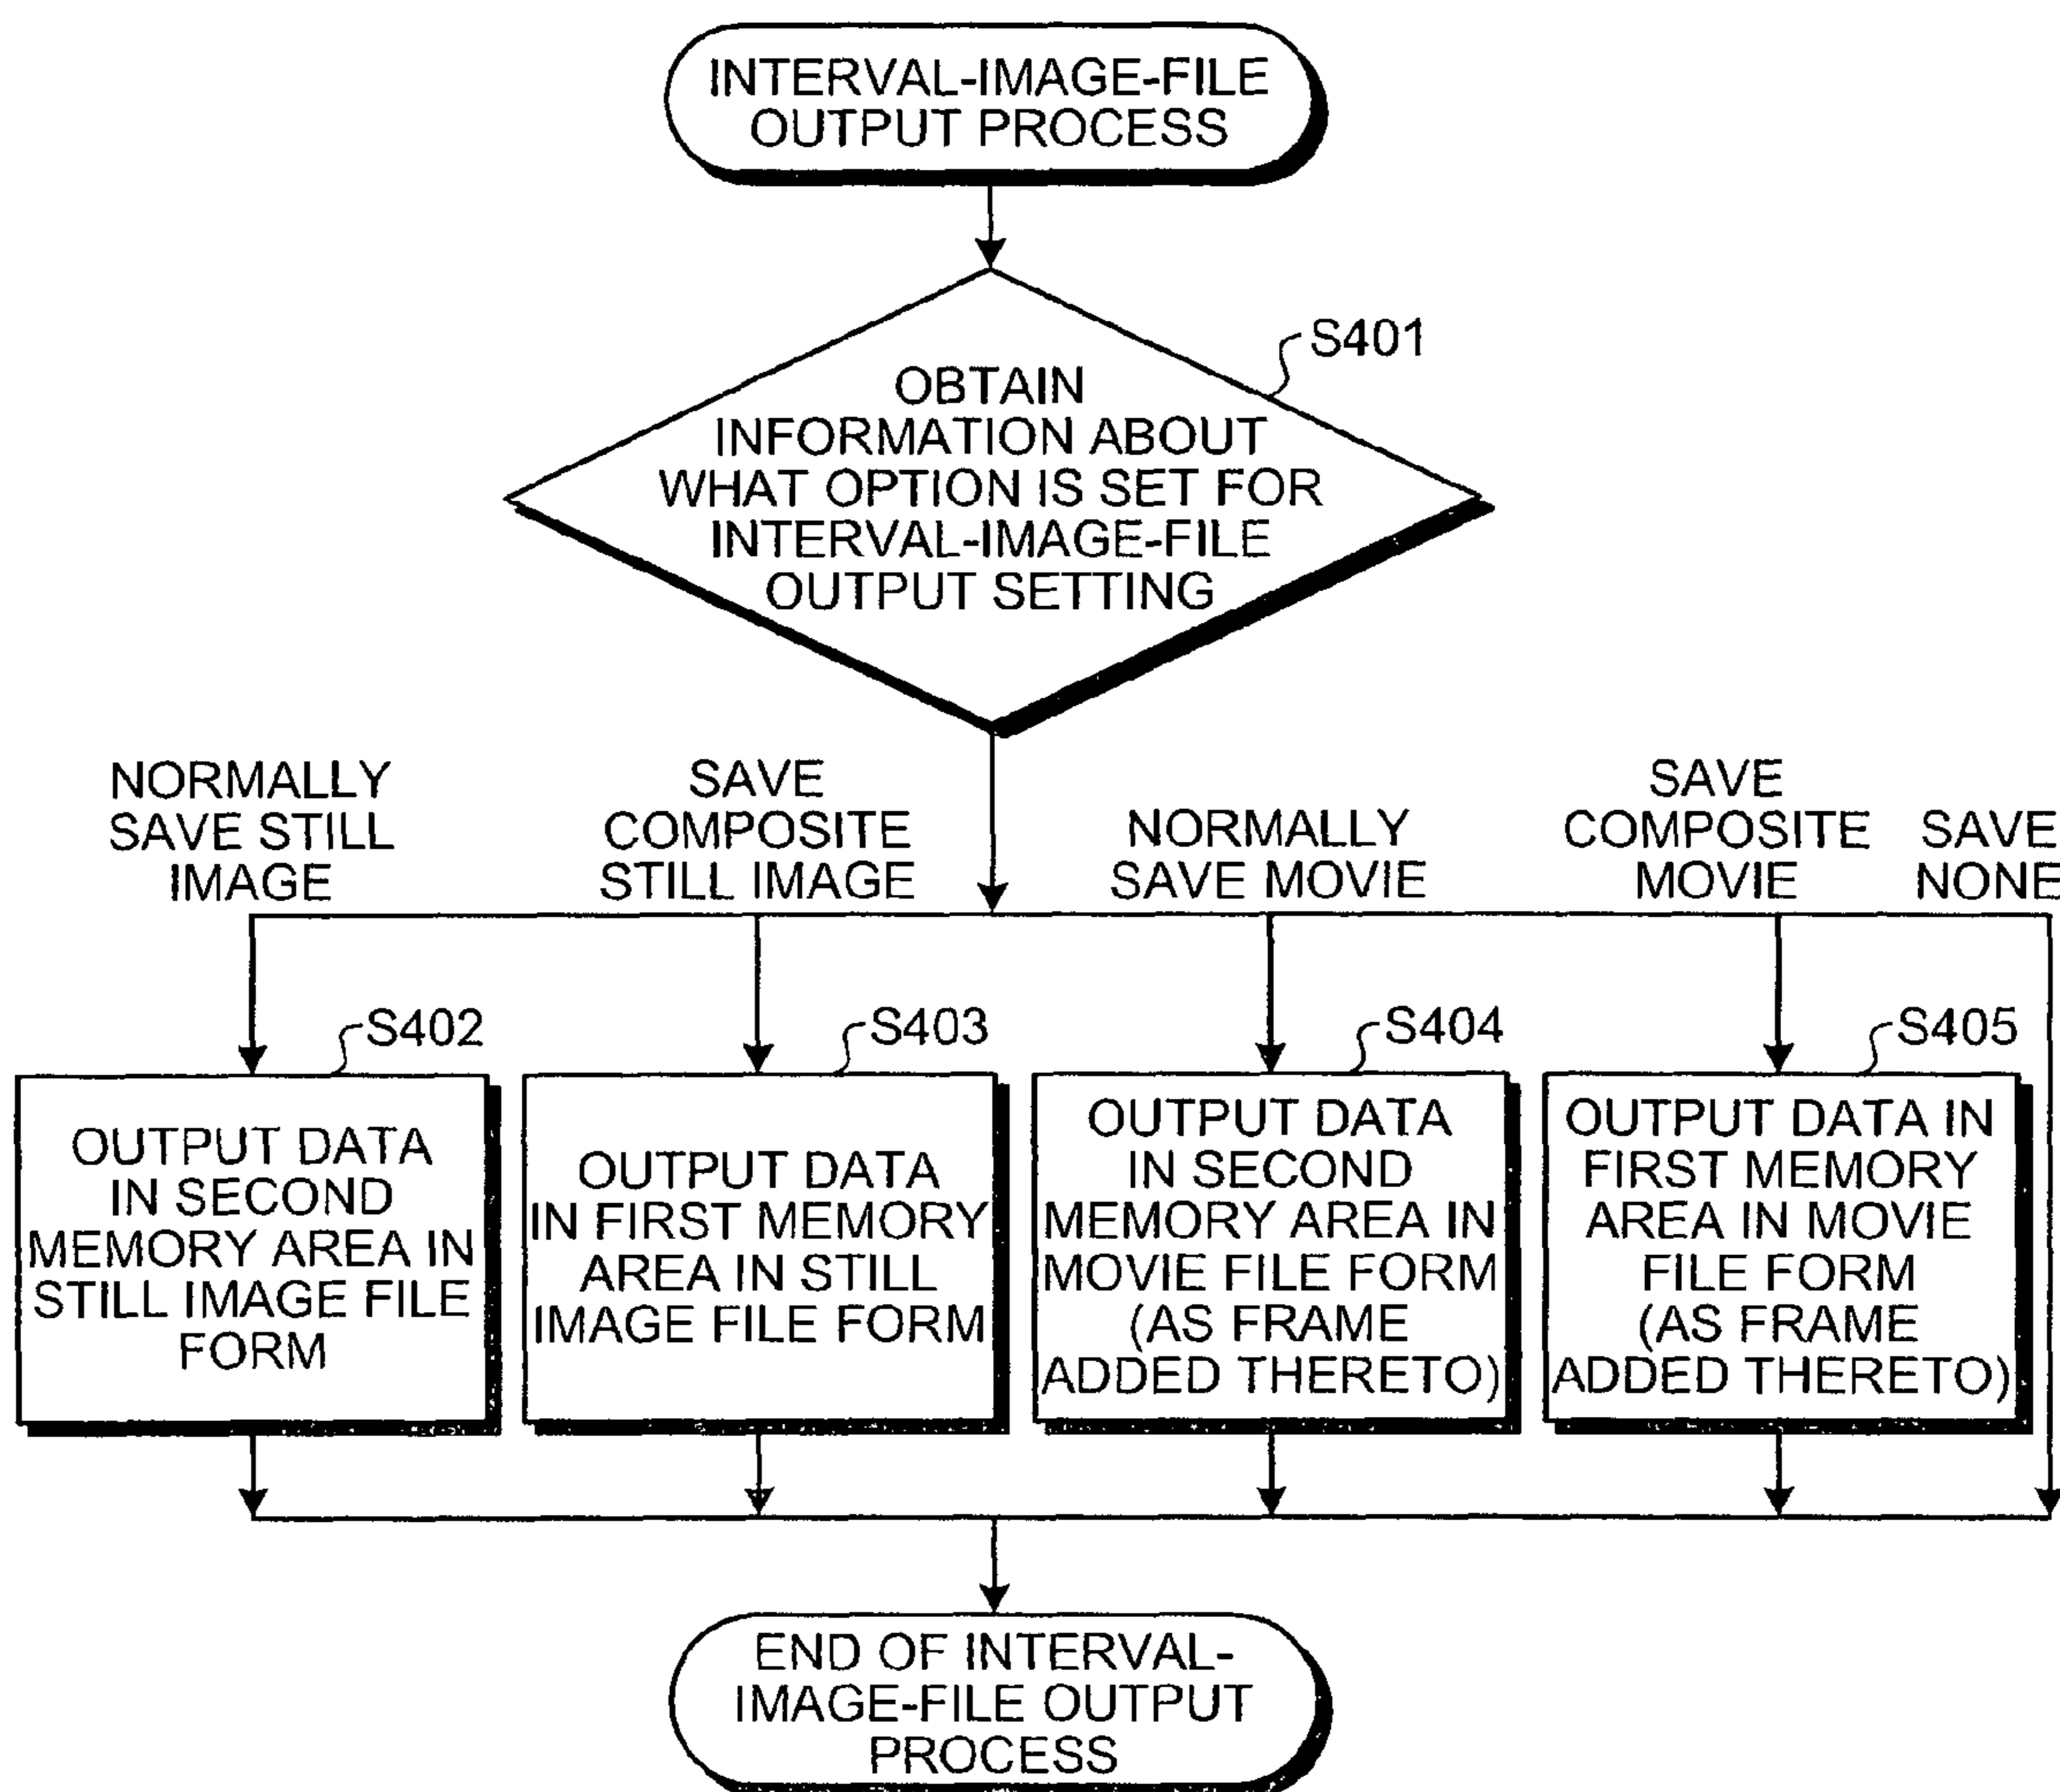 INTERVAL-IMAGE-FILE
OUTPUT PROCESS
S401
OBTAIN
INFORMATION ABOUT
WHAT OPTION IS SET FOR
INTERVAL-IMAGE-FILE
OUTPUT SETTING
NORMALLY
SAVE STILL
IMAGE
SAVE
COMPOSITE
STILL IMAGE
NORMALLY
SAVE MOVIE
SAVE
COMPOSITE
MOVIE
SAVE
NONE
S402
OUTPUT DATA
IN SECOND
MEMORY AREA IN
STILL IMAGE FILE
FORM
S403
OUTPUT DATA
IN FIRST MEMORY
AREA IN STILL
IMAGE FILE FORM
S404
OUTPUT DATA
IN SECOND
MEMORY AREA IN
MOVIE FILE FORM
(AS FRAME
ADDED THERETO)
S405
OUTPUT DATA IN
FIRST MEMORY
AREA IN MOVIE
FILE FORM
(AS FRAME
ADDED THERETO)
END OF INTERVAL-
IMAGE-FILE OUTPUT
PROCESS